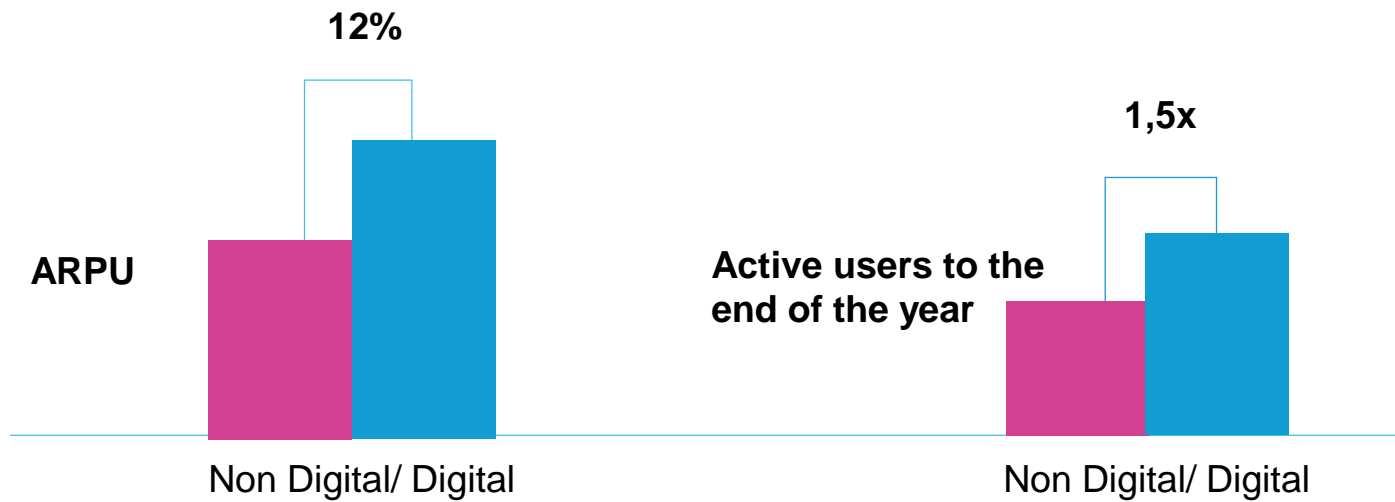 12%
ARPU
Non Digital/ Digital
1,5x
Active users to the
end of the year
Non Digital/ Digital